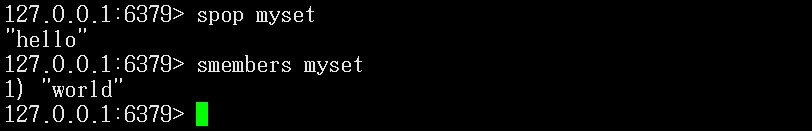 127.0.0.1:6379> spop myset
"hello"
127.0.0.1:6379> smembers myset
1) "world"
127.0.0.1:6379>